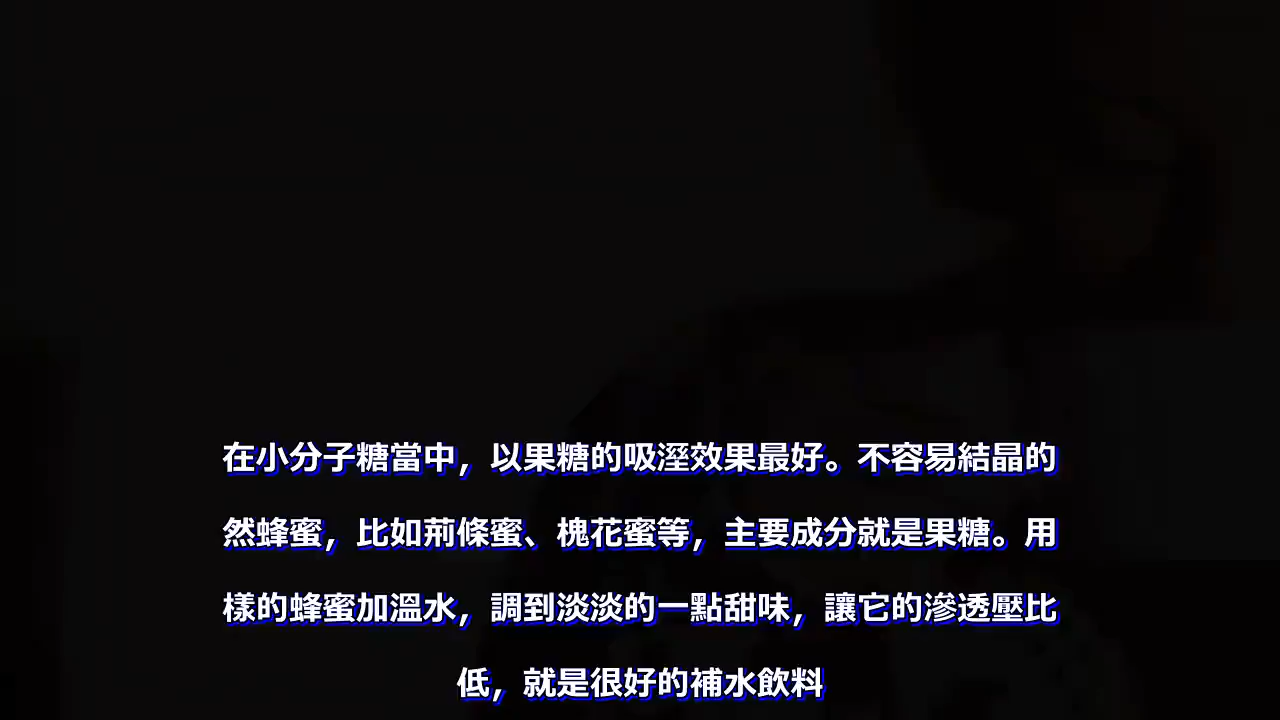 在小分子糖當中，以果糖的吸溼效果最好。不容易結晶的
然蜂蜜，比如荊條蜜、槐花蜜等，主要成分就是果糖。用
樣的蜂蜜加溫水，調到淡淡的一點甜味，讓它的滲透壓比
低，就是很好的補水飲料